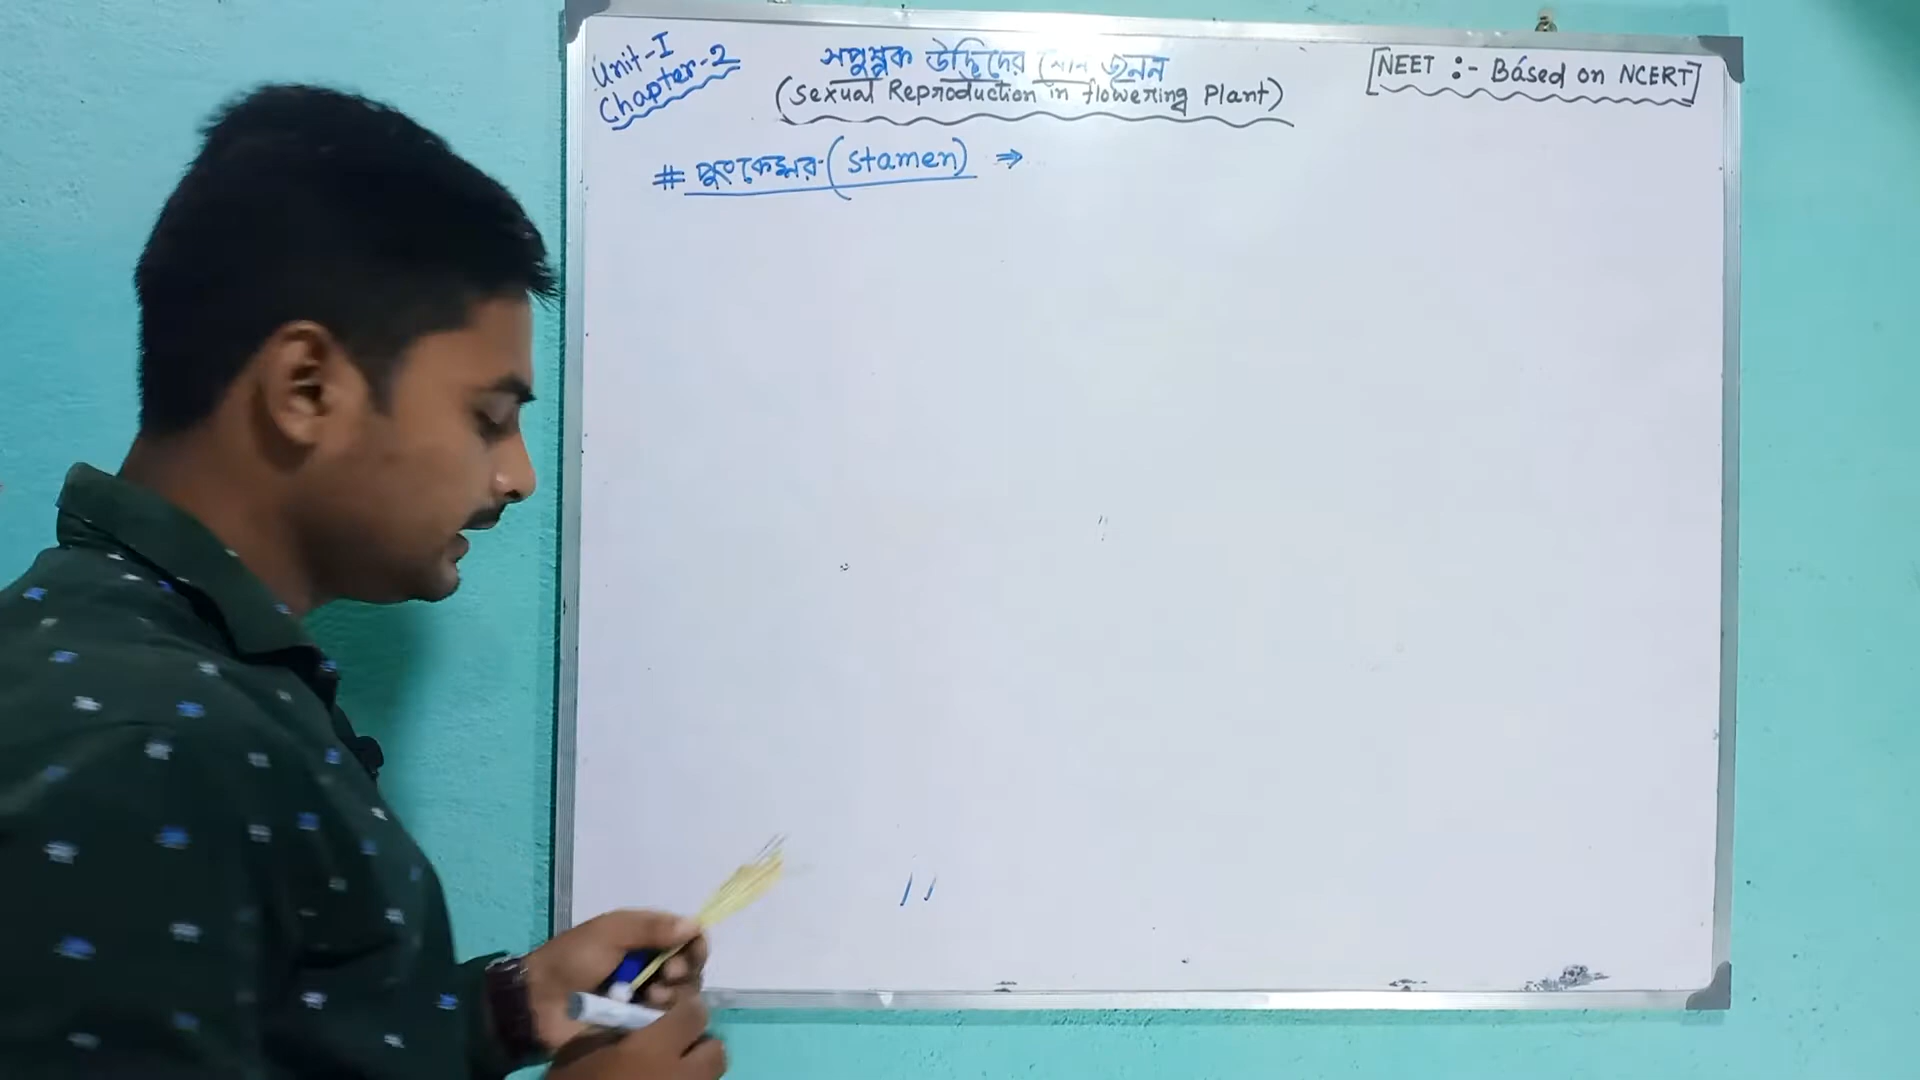 Unit-I
Chapter-2
সপুষ্পক উদ্ভিদের যৌন জনন
(Sexual Reproduction in flowering Plant)
[NEET :- Based on NCERT]
# পুংকেশর (Stamen) ⇒